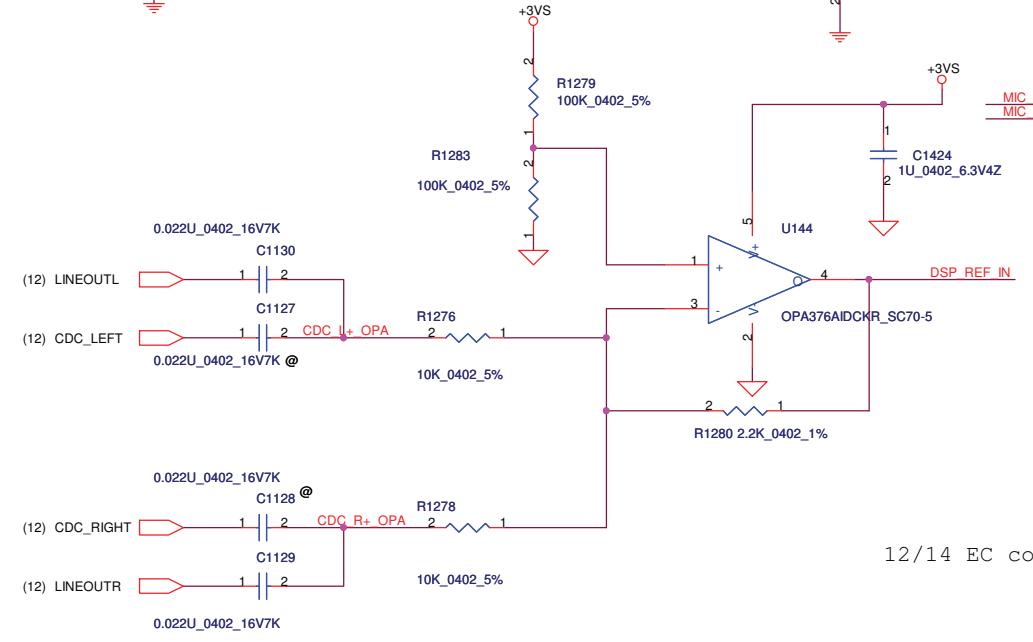 +3VS
2
R1279
100K_0402_5%
1
R1283
2
100K_0402_5%
1
+3VS
MIC_
MIC_
1
C1424
1U_0402_6.3V4Z
2
5
U144
V+
1
+
O
4
DSP_REF_IN
3
-
V-
OPA376AIDCKR_SC70-5
2
2
1
R1280 2.2K_0402_1%
0.022U_0402_16V7K
C1130
(12) LINEOUTL
1
2
C1127
(12) CDC_LEFT
1
2
CDC_L+_OPA
0.022U_0402_16V7K @
R1276
2
1
10K_0402_5%
0.022U_0402_16V7K
@
C1128
(12) CDC_RIGHT
1
2
CDC_R+_OPA
R1278
2
1
C1129
(12) LINEOUTR
1
2
10K_0402_5%
0.022U_0402_16V7K
12/14 EC co